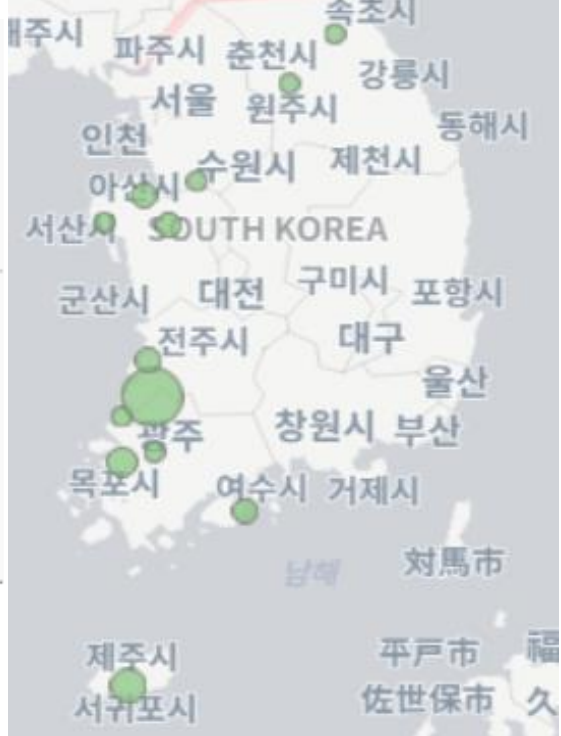 속초시
해주시
파주시
춘천시
강릉시
서울
원주시
동해시
인천
수원시
제천시
아산시
서산시
SOUTH KOREA
군산시
대전
구미시
포항시
전주시
대구
울산
광주
창원시
부산
목포시
여수시
거제시
対馬市
남해
제주시
平戸市
福
서귀포시
佐世保市
久